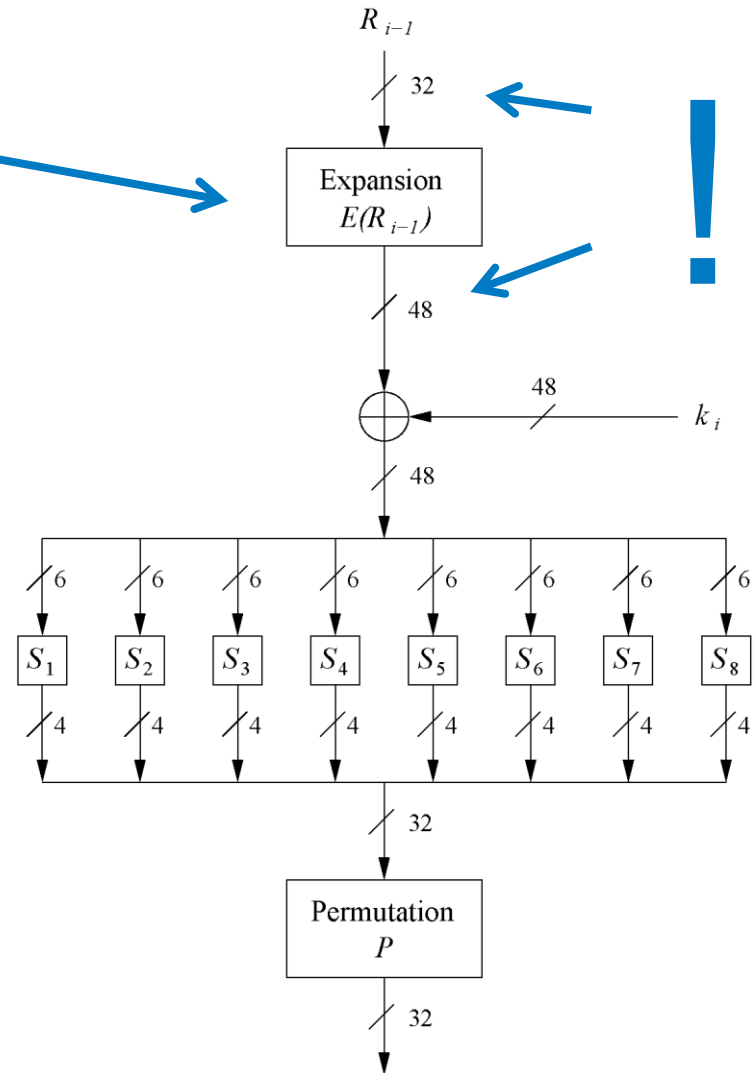 R i−1
32
!
Expansion
E(R i−1)
48
48
k i
48
6 6 6 6 6 6 6 6
S1 S2 S3 S4 S5 S6 S7 S8
4 4 4 4 4 4 4 4
32
Permutation
P
32